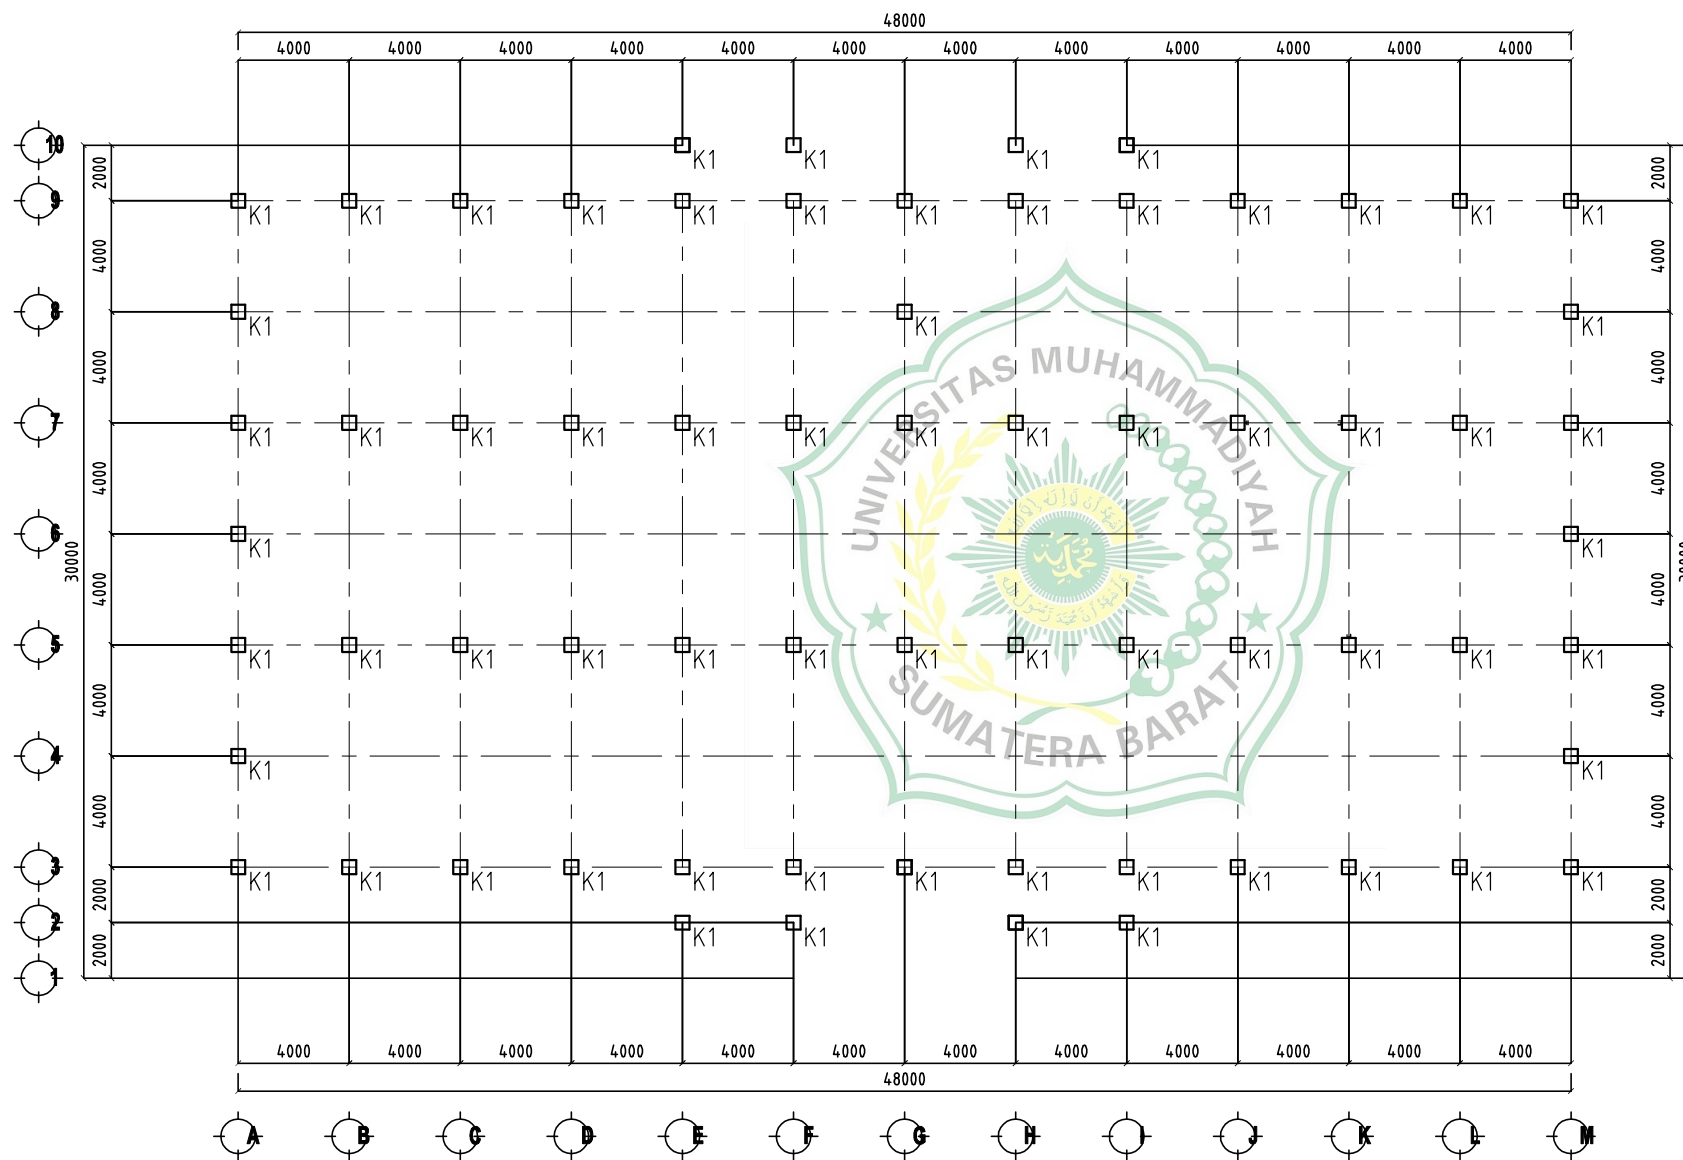 48000
4000 4000 4000 4000 4000 4000 4000 4000 4000 4000 4000 4000
10 K1 K1 K1 K1
2000 2000
9 K1 K1 K1 K1 K1 K1 K1 K1 K1 K1 K1 K1 K1
4000 4000
8 K1 K1 K1
4000 4000
7 K1 K1 K1 K1 K1 K1 K1 K1 K1 K1 K1 K1 K1
4000 4000
6 K1 K1
30000
4000 4000
5 K1 K1 K1 K1 K1 K1 K1 K1 K1 K1 K1 K1 K1
4000 4000
4 K1 K1
4000 4000
3 K1 K1 K1 K1 K1 K1 K1 K1 K1 K1 K1 K1 K1
2000 2000
2 K1 K1 K1 K1
2000 2000
1
4000 4000 4000 4000 4000 4000 4000 4000 4000 4000 4000 4000
48000
A B C D E F G H I J K L M
UNIVERSITAS MUHAMMADIYAH
SUMATERA BARAT
محمد